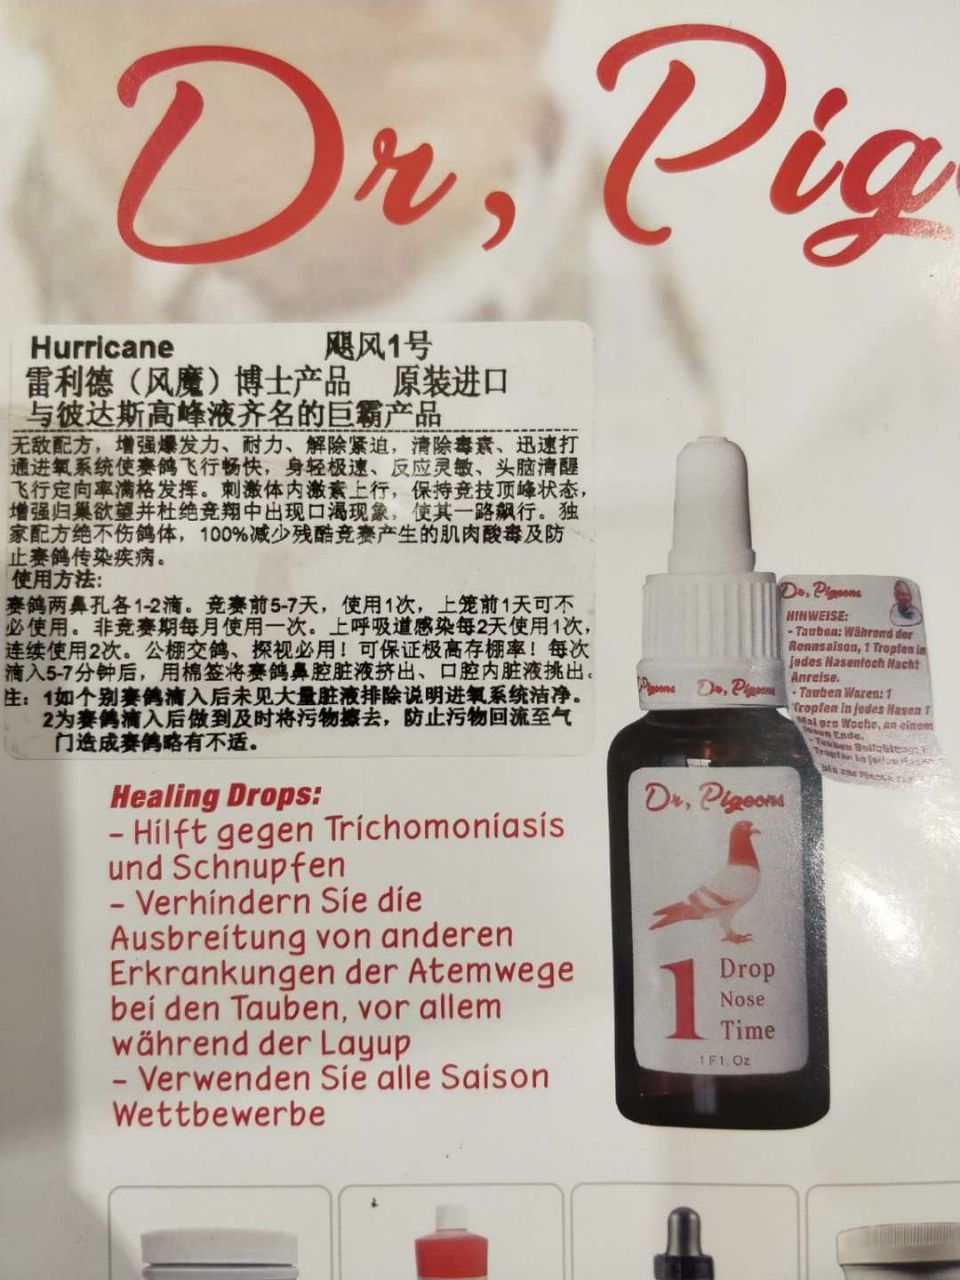 Dr, Pig
Hurricane 飓风1号
雷利德（风魔）博士产品 原装进口
与彼达斯高峰液齐名的巨霸产品
无敌配方，增强爆发力、耐力、解除紧迫，清除毒素、迅速打
通进氧系统使赛鸽飞行畅快，身轻极速、反应灵敏、头脑清醒
飞行定向率满格发挥。刺激体内激素上行，保持竞技顶峰状态，
增强归巢欲望并杜绝竞翔中出现口渴现象，使其一路飙行。独
家配方绝不伤鸽体，100%减少残酷竞赛产生的肌肉酸毒及防
止赛鸽传染疾病。
使用方法:
赛鸽两鼻孔各1-2滴。竞赛前5-7天，使用1次，上笼前1天可不
必使用。非竞赛期每月使用一次。上呼吸道感染每2天使用1次，
连续使用2次。公棚交鸽、探视必用！可保证极高存棚率！每次
滴入5-7分钟后，用棉签将赛鸽鼻腔脏液挤出、口腔内脏液挑出。
注：1如个别赛鸽滴入后未见大量脏液排除说明进氧系统洁净。
2为赛鸽滴入后做到及时将污物擦去，防止污物回流至气
门造成赛鸽略有不适。
Healing Drops:
- Hilft gegen Trichomoniasis
und Schnupfen
- Verhindern Sie die
Ausbreitung von anderen
Erkrankungen der Atemwege
bei den Tauben, vor allem
während der Layup
- Verwenden Sie alle Saison
Wettbewerbe
Dr, Pigeons
HINWEISE:
- Tauben: Während der
Rennsaison, 1 Tropfen in
jedes Nasenloch Nacht
Anreise.
- Tauben Waren: 1
Tropfen in jedes Nasen 1
Mal pro Woche, an einem
Ende.
Pigeons Dr, Pigeons
Dr, Pigeons
1 Drop
Nose
Time
1 Fl. Oz